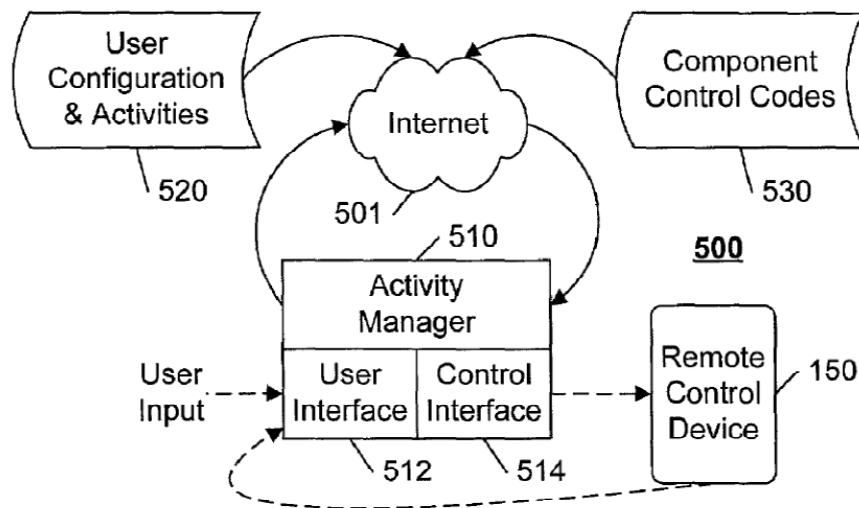 User
Configuration
& Activities
520
Internet
501
Component
Control Codes
530
500
510
Activity
Manager
User
Input
User
Interface
512
Control
Interface
514
Remote
Control
Device
150